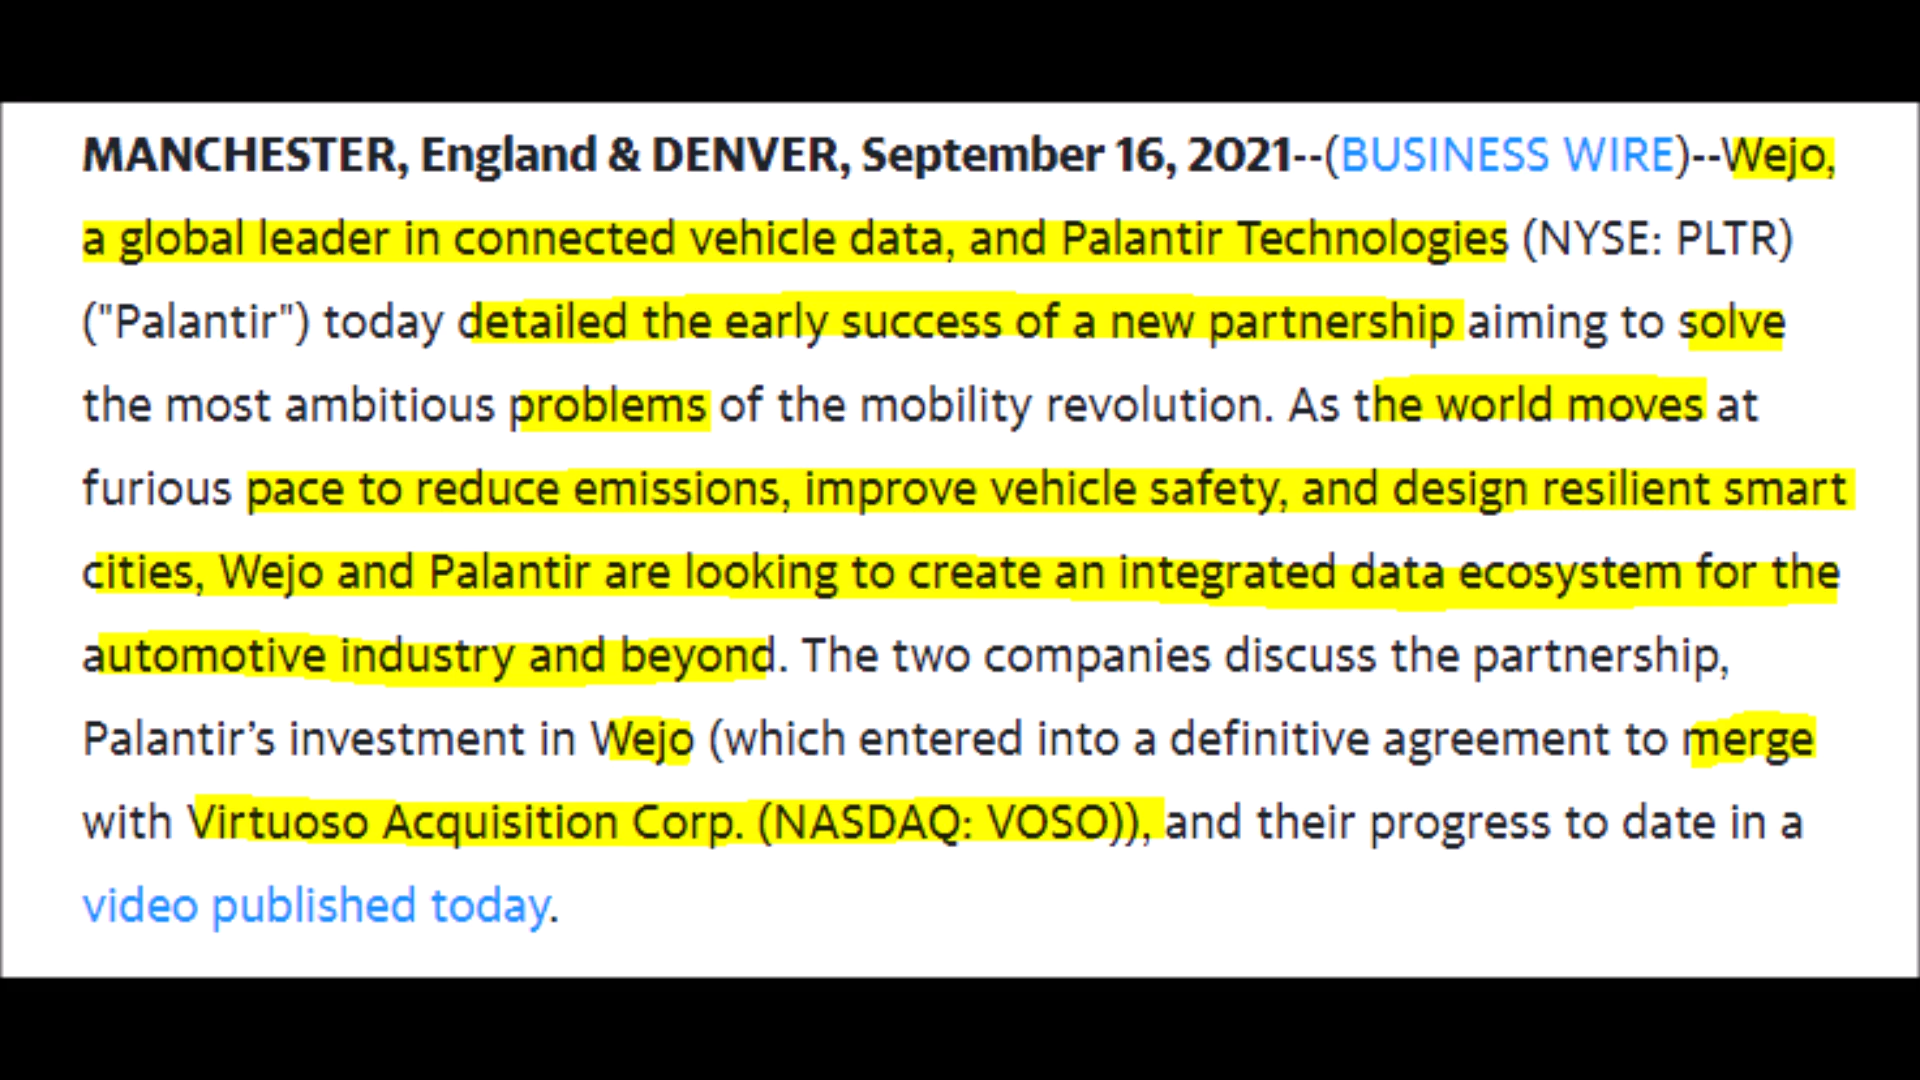 MANCHESTER, England & DENVER, September 16, 2021--(BUSINESS WIRE)--Wejo,
a global leader in connected vehicle data, and Palantir Technologies (NYSE: PLTR)
("Palantir") today detailed the early success of a new partnership aiming to solve
the most ambitious problems of the mobility revolution. As the world moves at
furious pace to reduce emissions, improve vehicle safety, and design resilient smart
cities, Wejo and Palantir are looking to create an integrated data ecosystem for the
automotive industry and beyond. The two companies discuss the partnership,
Palantir’s investment in Wejo (which entered into a definitive agreement to merge
with Virtuoso Acquisition Corp. (NASDAQ: VOSO)), and their progress to date in a
video published today.